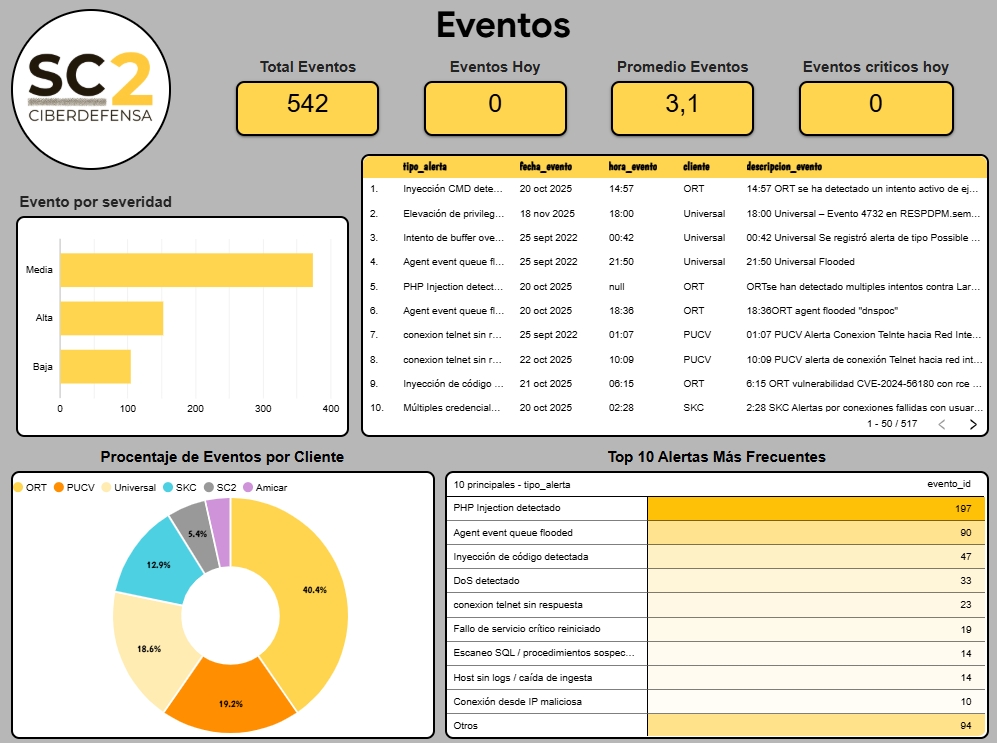 Eventos
SC2
CIBERDEFENSA
Total Eventos
542
Eventos Hoy
0
Promedio Eventos
3,1
Eventos criticos hoy
0
Evento por severidad
Media
Alta
Baja
0 100 200 300 400
tipo_alerta fecha_evento hora_evento cliente descripcion_evento
1. Inyección CMD dete... 20 oct 2025 14:57 ORT 14:57 ORT se ha detectado un intento activo de ej...
2. Elevación de privileg... 18 nov 2025 18:00 Universal 18:00 Universal – Evento 4732 en RESPDPM.sem...
3. Intento de buffer ove... 25 sept 2022 00:42 Universal 00:42 Universal Se registró alerta de tipo Possible ...
4. Agent event queue fl... 25 sept 2022 21:50 Universal 21:50 Universal Flooded
5. PHP Injection detect... 20 oct 2025 null ORT ORTse han detectado multiples intentos contra Lar...
6. Agent event queue fl... 20 oct 2025 18:36 ORT 18:36ORT agent flooded "dnspoc"
7. conexion telnet sin r... 25 sept 2022 01:07 PUCV 01:07 PUCV Alerta Conexion Telnte hacia Red Inte...
8. conexion telnet sin r... 22 oct 2025 10:09 PUCV 10:09 PUCV alerta de conexión Telnet hacia red int...
9. Inyección de código ... 21 oct 2025 06:15 ORT 6:15 ORT vulnerabilidad CVE-2024-56180 con rce ...
10. Múltiples credencial... 20 oct 2025 02:28 SKC 2:28 SKC Alertas por conexiones fallidas con usuar...
1 - 50 / 517
Procentaje de Eventos por Cliente
ORT PUCV Universal SKC SC2 Amicar
40.4%
19.2%
18.6%
12.9%
5.4%
Top 10 Alertas Más Frecuentes
10 principales - tipo_alerta evento_id
PHP Injection detectado 197
Agent event queue flooded 90
Inyección de código detectada 47
DoS detectado 33
conexion telnet sin respuesta 23
Fallo de servicio crítico reiniciado 19
Escaneo SQL / procedimientos sospec... 14
Host sin logs / caída de ingesta 14
Conexión desde IP maliciosa 10
Otros 94